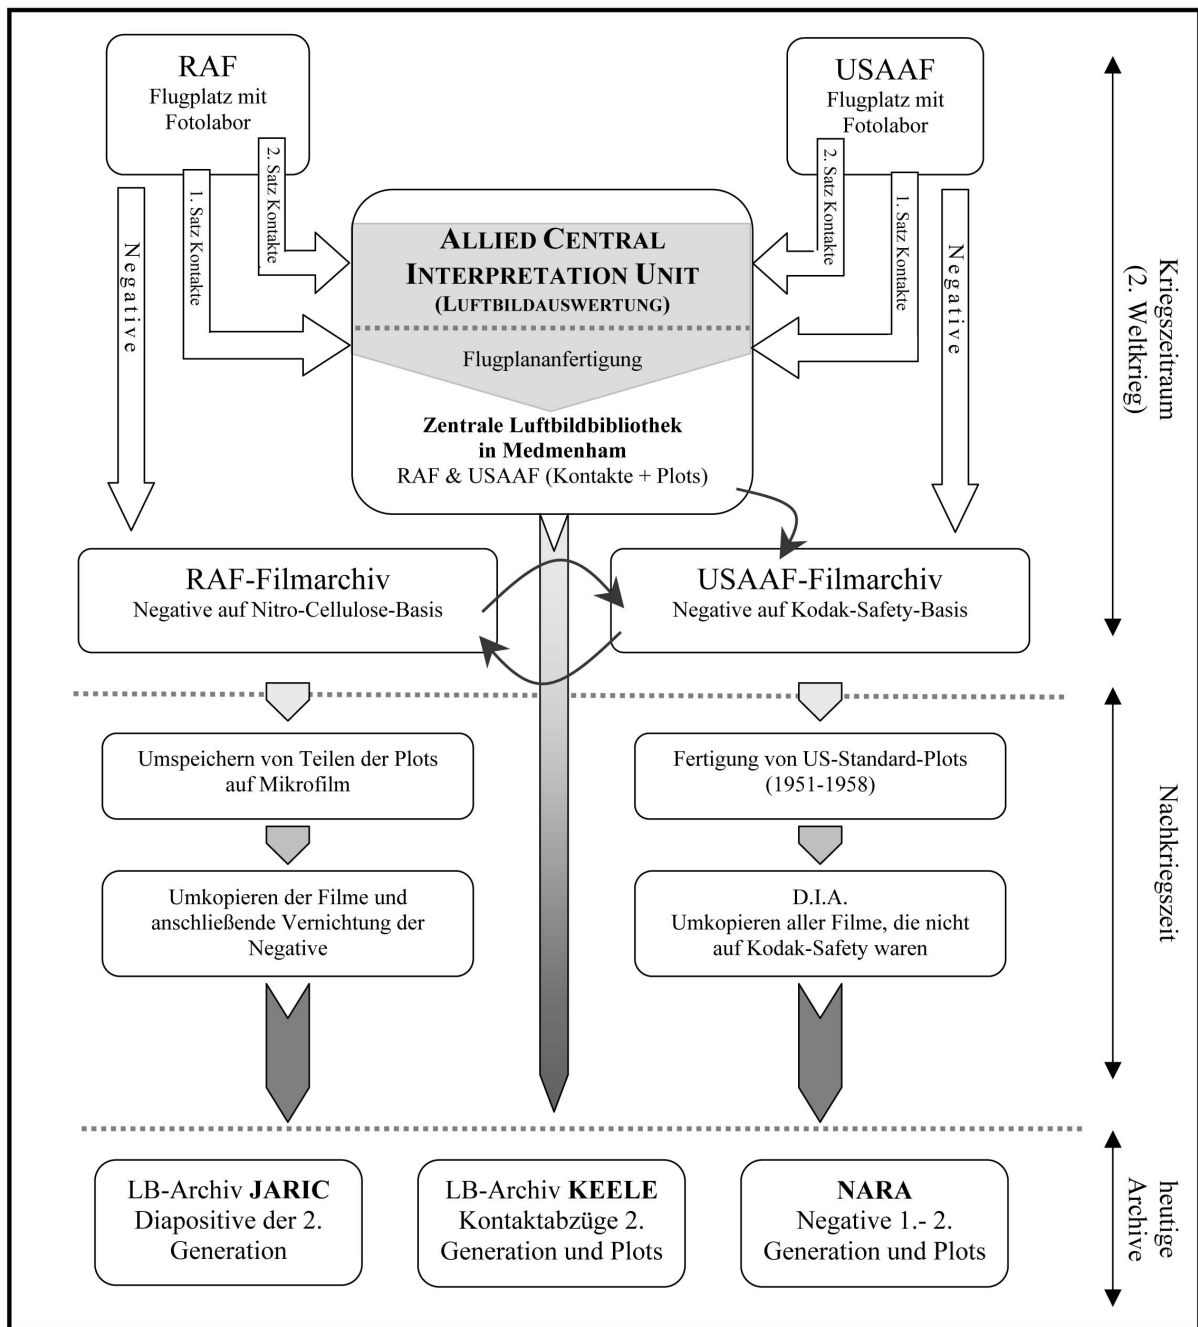 RAF
Flugplatz mit
Fotolabor
USAAF
Flugplatz mit
Fotolabor
Negative
1. Satz Kontakte
2. Satz Kontakte
2. Satz Kontakte
1. Satz Kontakte
Negative
ALLIED CENTRAL
INTERPRETATION UNIT
(LUFTBILDAUSWERTUNG)
Flugplananfertigung
Zentrale Luftbildbibliothek
in Medmenham
RAF & USAAF (Kontakte + Plots)
Kriegszeitraum
(2. Weltkrieg)
RAF-Filmarchiv
Negative auf Nitro-Cellulose-Basis
USAAF-Filmarchiv
Negative auf Kodak-Safety-Basis
Umspeichern von Teilen der Plots
auf Mikrofilm
Fertigung von US-Standard-Plots
(1951-1958)
Umkopieren der Filme und
anschließende Vernichtung der
Negative
D.I.A.
Umkopieren aller Filme, die nicht
auf Kodak-Safety waren
Nachkriegszeit
LB-Archiv JARIC
Diapositive der 2.
Generation
LB-Archiv KEELE
Kontaktabzüge 2.
Generation und Plots
NARA
Negative 1.- 2.
Generation und Plots
heutige
Archive